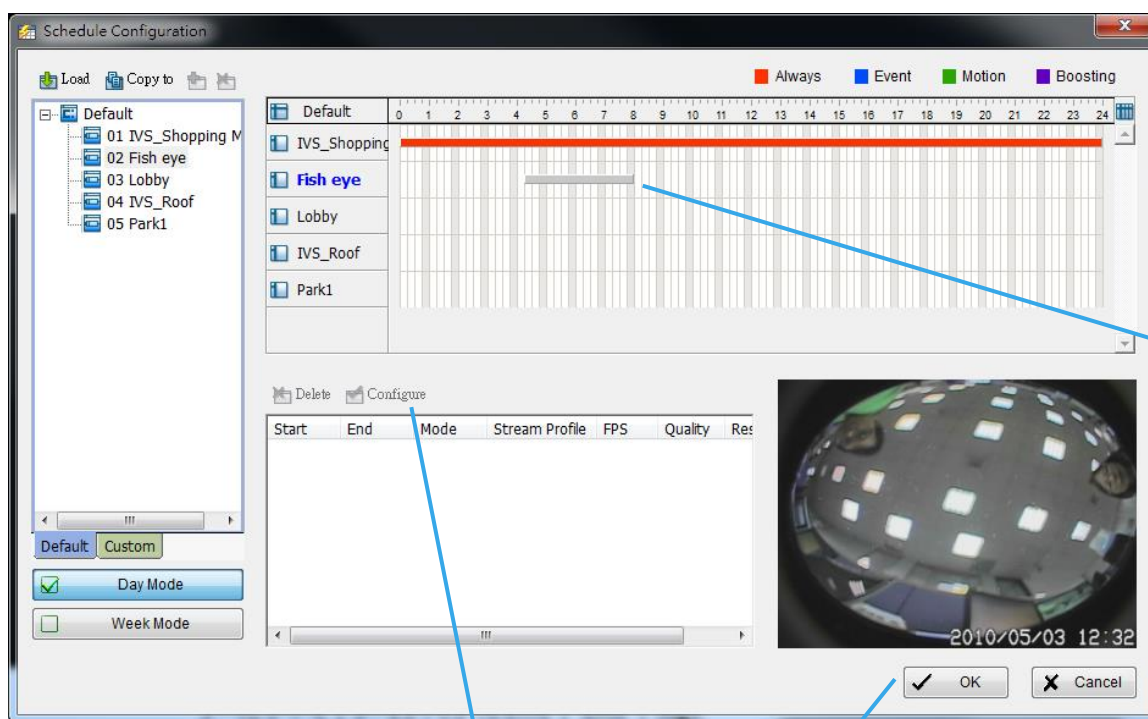 Schedule Configuration
Load Copy to
Always Event Motion Boosting
Default
01 IVS_Shopping M
02 Fish eye
03 Lobby
04 IVS_Roof
05 Park1
Default 0 1 2 3 4 5 6 7 8 9 10 11 12 13 14 15 16 17 18 19 20 21 22 23 24
IVS_Shopping
Fish eye
Lobby
IVS_Roof
Park1
Delete Configure
Start End Mode Stream Profile FPS Quality Res
Default Custom
Day Mode
Week Mode
2010/05/03 12:32
OK Cancel